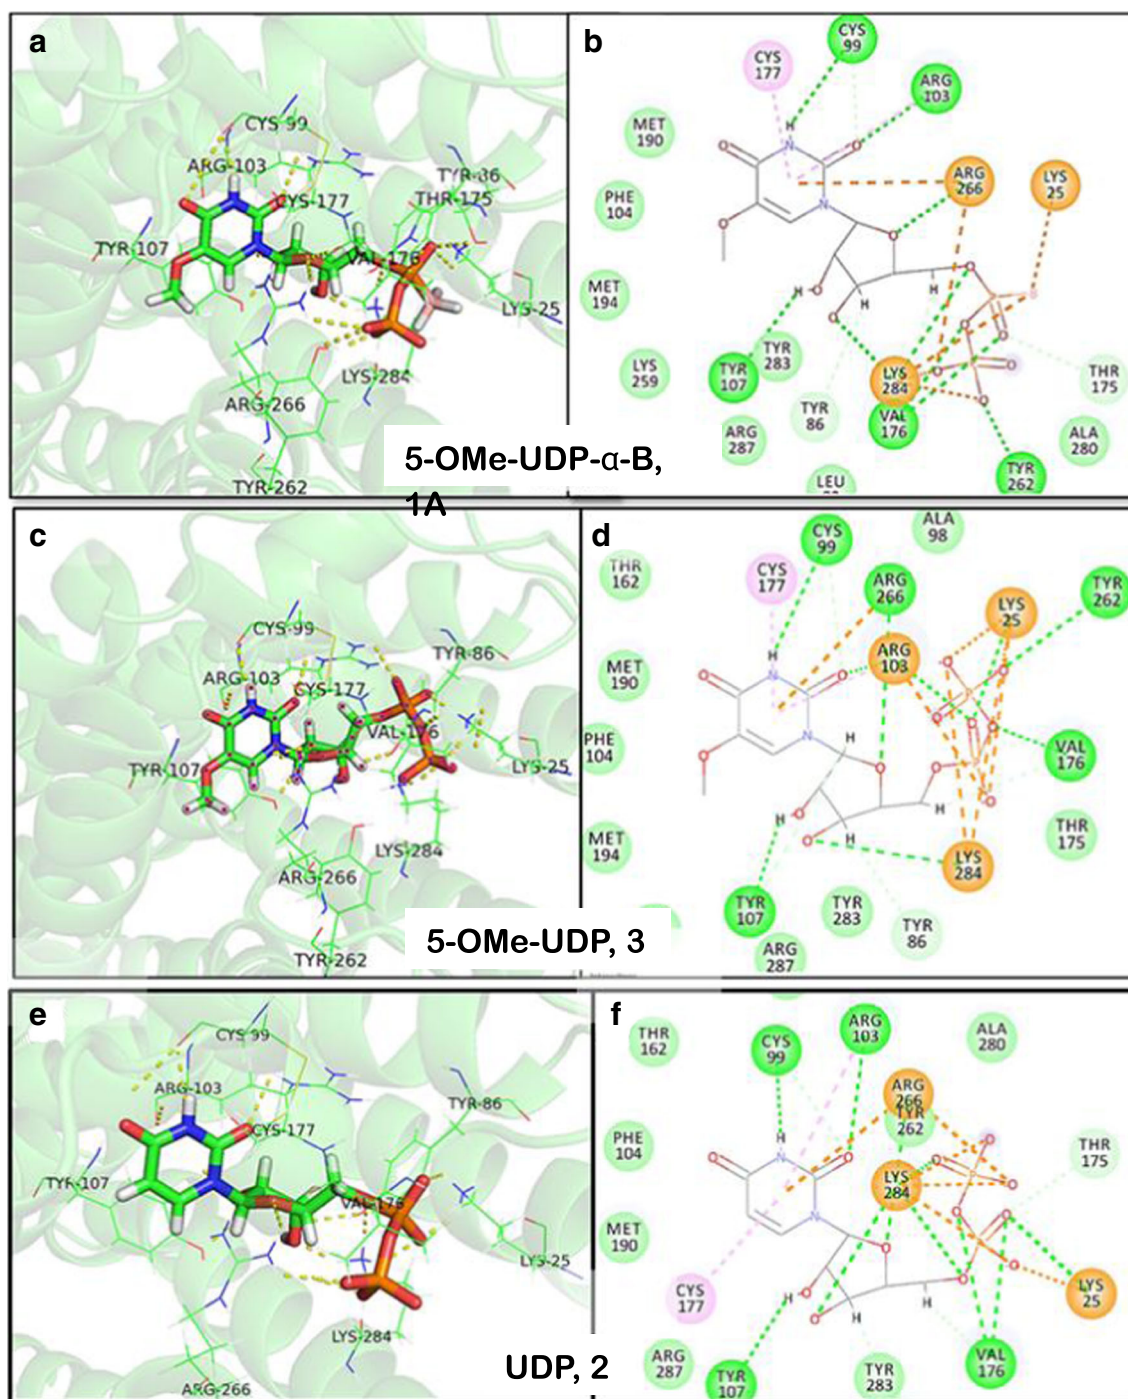 a
CYS-99
ARG-103
CYS-177
TYR-86
THR-175
TYR-107
VAL-176
LYS-25
LYS-284
ARG-266
TYR-262
5-OMe-UDP-α-B,
1A
b
CYS
99
CYS
177
ARG
103
MET
190
H
N
O
O
ARG
266
LYS
25
PHE
104
N
O
O
O
MET
194
H
O
H
H
O
O
O
B
LYS
259
TYR
107
TYR
283
LYS
284
VAL
176
O
O
O
THR
175
ARG
287
TYR
86
LEU
ALA
280
TYR
262
c
CYS-99
ARG-103
CYS-177
TYR-86
VAL-176
TYR-107
LYS-25
LYS-284
ARG-266
TYR-262
5-OMe-UDP, 3
d
CYS
99
ALA
98
THR
162
CYS
177
ARG
266
LYS
25
TYR
262
MET
190
ARG
103
H
N
O
O
PHE
104
N
H
O
O
O
VAL
176
MET
194
H
O
O
H
H
LYS
284
THR
175
TYR
107
TYR
283
TYR
86
ARG
287
e
CYS-99
ARG-103
CYS-177
TYR-86
TYR-107
VAL-176
LYS-25
LYS-284
ARG-266
UDP, 2
f
THR
162
CYS
99
ARG
103
ALA
280
ARG
266
TYR
262
PHE
104
H
N
O
O
LYS
284
THR
175
MET
190
N
O
O
O
O
O
CYS
177
H
O
O
H
H
O
O
LYS
25
ARG
287
TYR
107
TYR
283
VAL
176